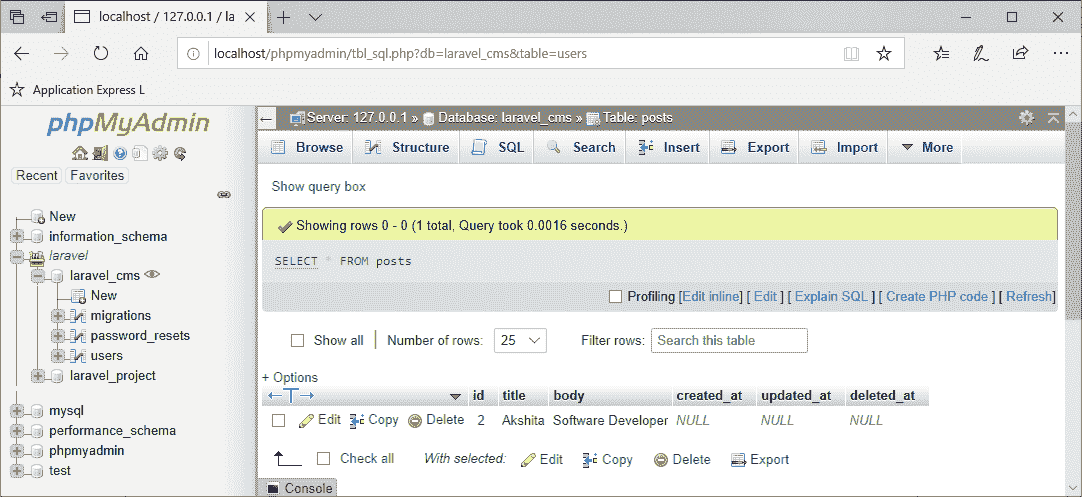 localhost / 127.0.0.1 / la
localhost/phpmyadmin/tbl_sql.php?db=laravel_cms&table=users
Application Express L
phpMyAdmin
Recent Favorites
New
information_schema
laravel
laravel_cms
New
migrations
password_resets
users
laravel_project
mysql
performance_schema
phpmyadmin
test
Server: 127.0.0.1 » Database: laravel_cms » Table: posts
Browse Structure SQL Search Insert Export Import More
Show query box
Showing rows 0 - 0 (1 total, Query took 0.0016 seconds.)
SELECT * FROM posts
Profiling [Edit inline] [ Edit ] [ Explain SQL ] [ Create PHP code ] [ Refresh]
Show all Number of rows: 25 Filter rows: Search this table
+ Options
id title body created_at updated_at deleted_at
Edit Copy Delete 2 Akshita Software Developer NULL NULL NULL
Check all With selected: Edit Copy Delete Export
Console